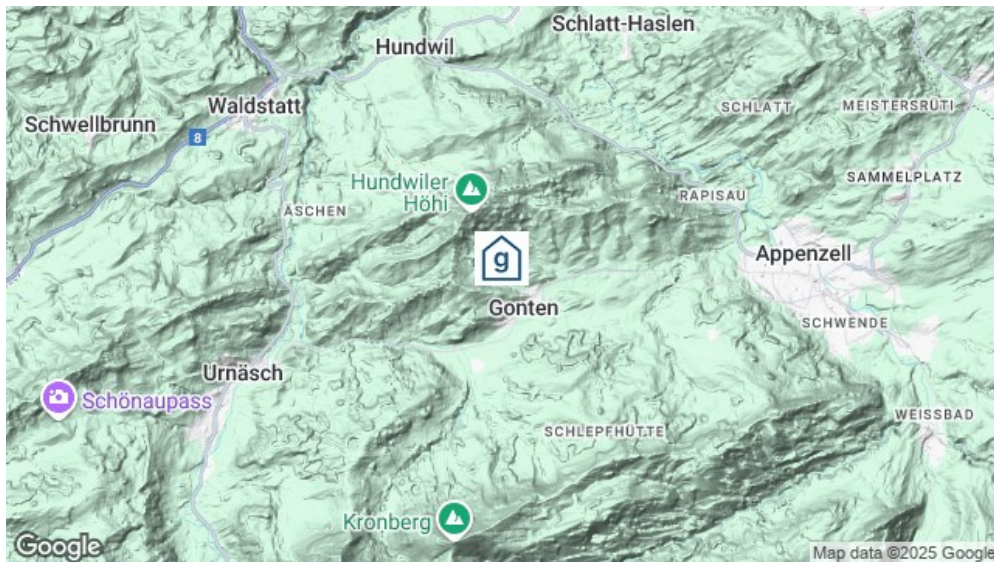 Schlatt-Haslen
Hundwil
Waldstatt
SCHLATT
MEISTERSRÜTI
Schwellbrunn
8
Hundwiler
Höhi
SAMMELPLATZ
RAPISAU
ÄSCHEN
g
Appenzell
Gonten
SCHWENDE
Urnäsch
Schönaupass
WEISSBAD
SCHLEPFHÜTTE
Kronberg
Google
Map data ©2025 Google